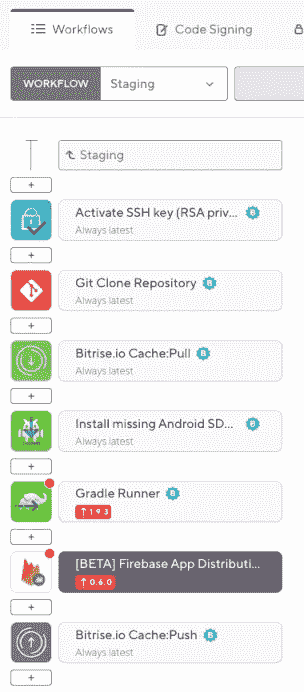 Workflows
Code Signing
WORKFLOW
Staging
Staging
+
Activate SSH key (RSA priv...
Always latest
+
Git Clone Repository
Always latest
+
Bitrise.io Cache:Pull
Always latest
+
Install missing Android SD...
Always latest
+
Gradle Runner
1.9.3
+
[BETA] Firebase App Distributi...
0.6.0
+
Bitrise.io Cache:Push
Always latest
+